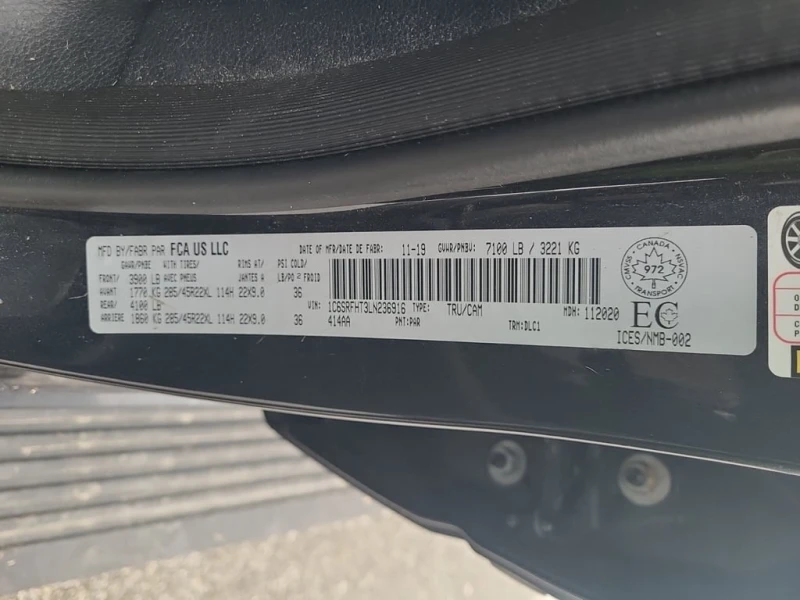 MFD BY/FABR PAR FCA US LLC DATE OF MFR/DATE DE FABR: 11-19 GVWR/PNBV: 7100 LB / 3221 KG
GAWR/PNBE WITH TIRES/ RIMS AT/ PSI COLD/
FRONT/ 3900 LB AVEC PNEUS JANTES A LB/PO² FROID
AVANT 1770 KG 285/45R22XL 114H 22X9.0 36
REAR/ 4100 LB
ARRIERE 1860 KG 285/45R22XL 114H 22X9.0 36
1C6SRFHT3LN236916 TYPE: TRU/CAM MDH: 112020
414AA PNT:PAR TRM:DLC1
CANADA
CMVSS 972 NSVAC
TRANSPORT
EC
ICES/NMB-002